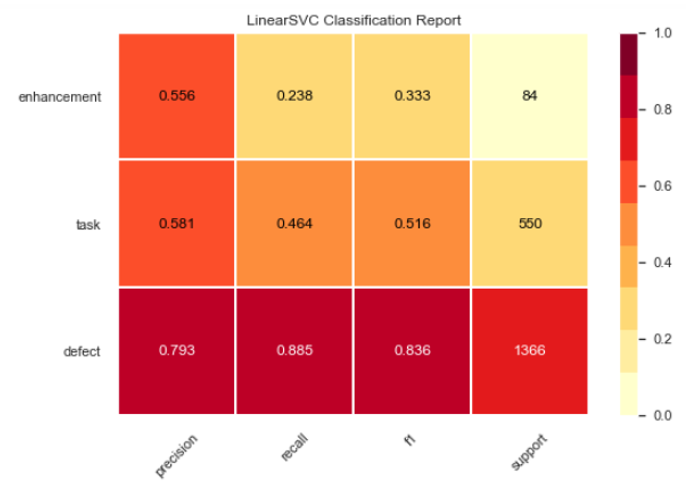 LinearSVC Classification Report
1.0
enhancement 0.556 0.238 0.333 84
0.8
0.6
task 0.581 0.464 0.516 550
0.4
0.2
defect 0.793 0.885 0.836 1366
0.0
precision recall f1 support